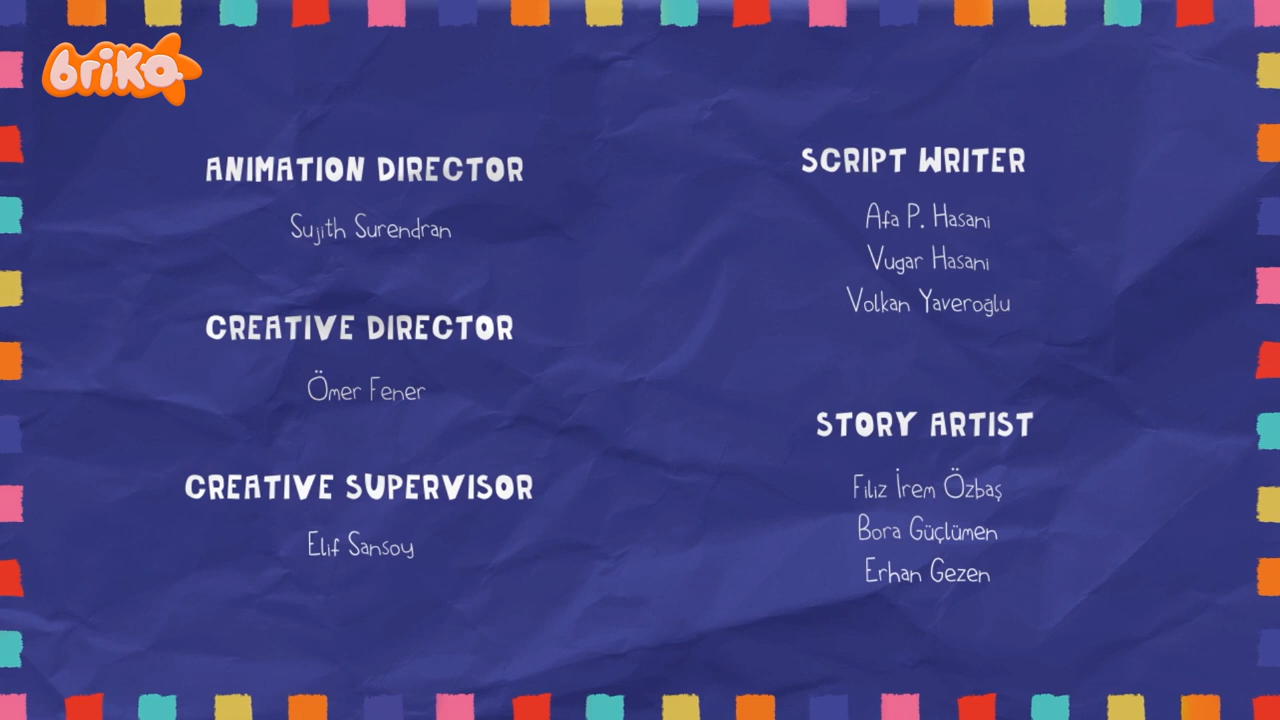 briko
ANIMATION DIRECTOR
Sujith Surendran
CREATIVE DIRECTOR
Ömer Fener
CREATIVE SUPERVISOR
Elif Sansoy
SCRIPT WRITER
Afa P. Hasani
Vugar Hasani
Volkan Yaveroğlu
STORY ARTIST
Filiz İrem Özbaş
Bora Güçlümen
Erhan Gezen